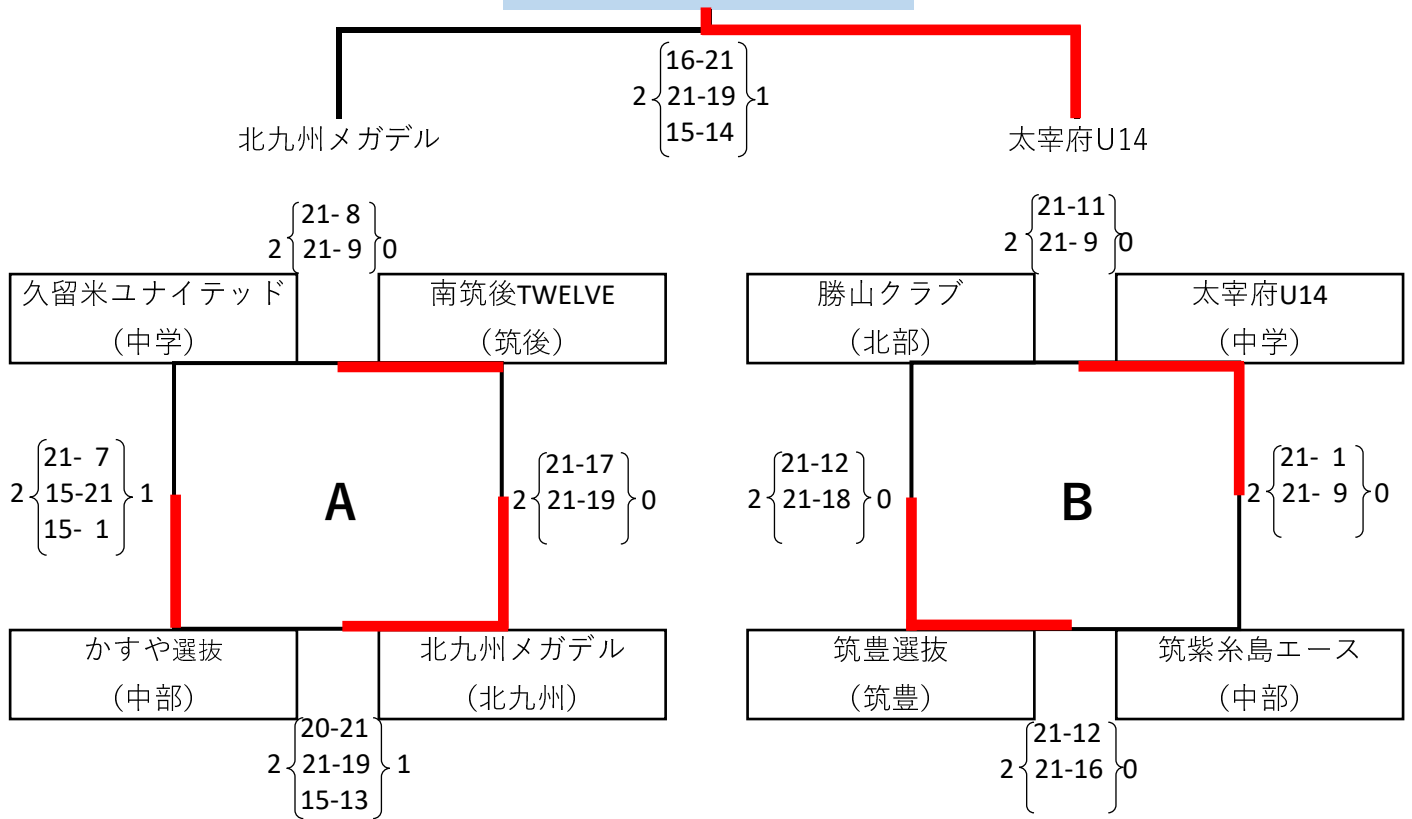 16-21
2 21-19 1
15-14
北九州メガデル
太宰府U14
21- 8
2 21- 9 0
21-11
2 21- 9 0
久留米ユナイテッド
(中学)
南筑後TWELVE
(筑後)
勝山クラブ
(北部)
太宰府U14
(中学)
21- 7
2 15-21 1
15- 1
A
21-17
2 21-19 0
21-12
2 21-18 0
B
21- 1
2 21- 9 0
かすや選抜
(中部)
北九州メガデル
(北九州)
筑豊選抜
(筑豊)
筑紫糸島エース
(中部)
20-21
2 21-19 1
15-13
21-12
2 21-16 0